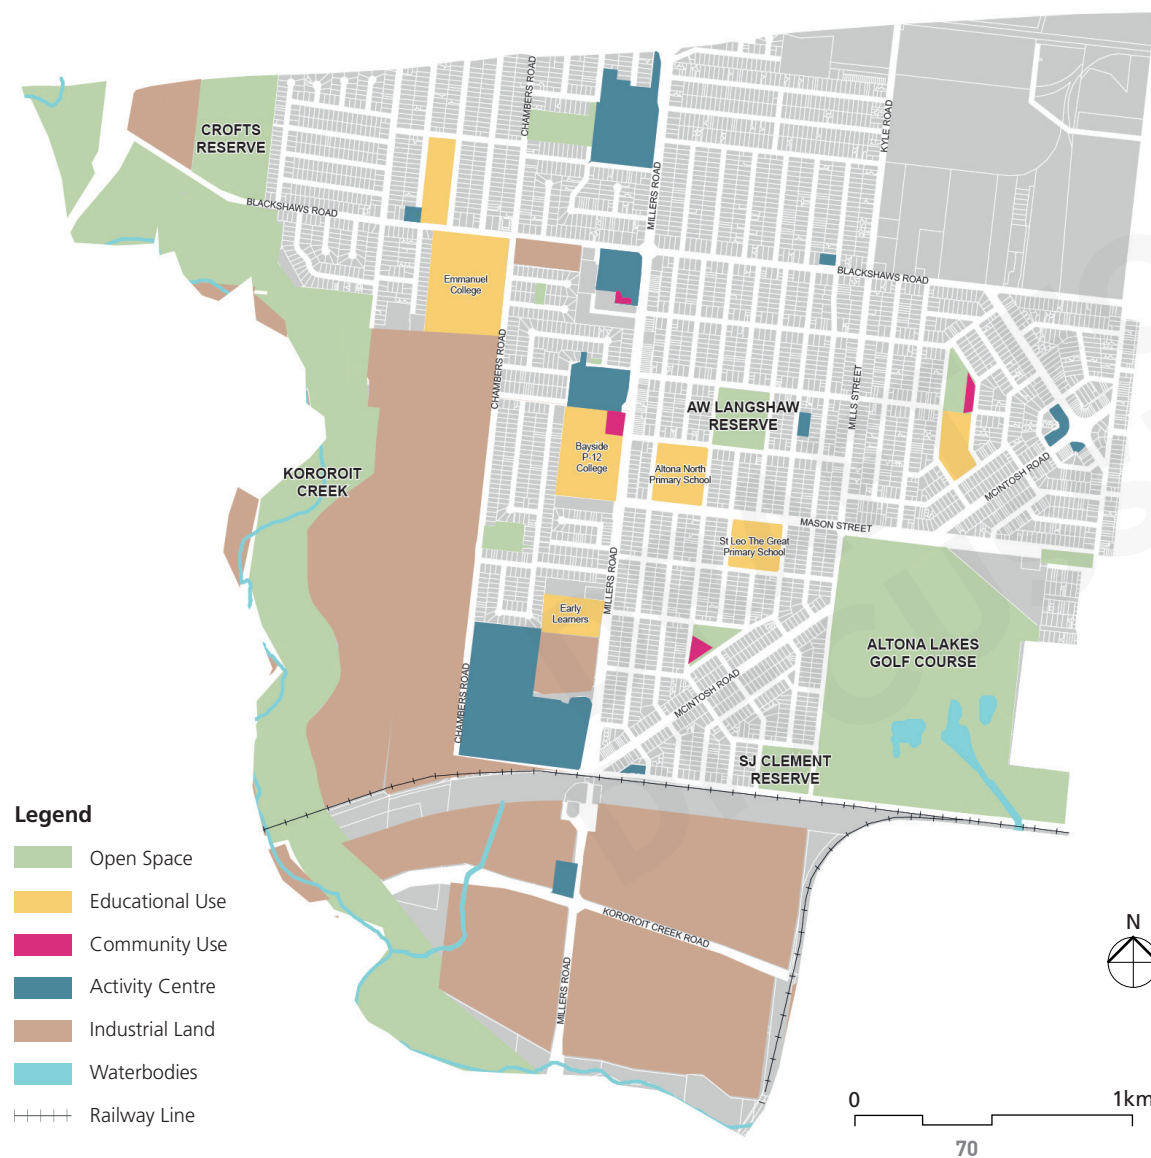 CHAMBERS ROAD
KYLE ROAD
CROFTS
RESERVE
MILLERS ROAD
BLACKSHAWS ROAD
BLACKSHAWS ROAD
Emmanuel
College
CHAMBERS ROAD
MILLS STREET
AW LANGSHAW
RESERVE
Bayside
P-12
College
Altona North
Primary School
KOROROIT
CREEK
MCINTOSH ROAD
MASON STREET
St Leo The Great
Primary School
MILLERS ROAD
Early
Learners
ALTONA LAKES
GOLF COURSE
CHAMBERS ROAD
MCINTOSH ROAD
SJ CLEMENT
RESERVE
KOROROIT CREEK ROAD
MILLERS ROAD
Legend
Open Space
Educational Use
Community Use
Activity Centre
Industrial Land
Waterbodies
Railway Line
N
0
1km
70